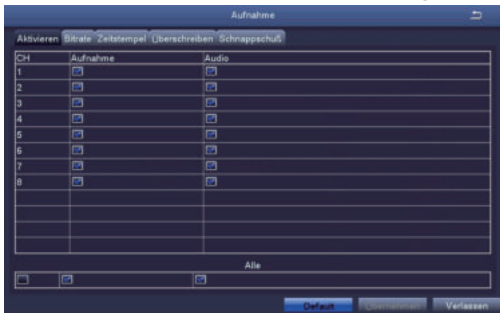 Aufnahme
Aktivieren Bitrate Zeitstempel Überschreiben Schnappschuß
CH Aufnahme Audio
1
2
3
4
5
6
7
8
Alle
Default Übernehmen Verlassen